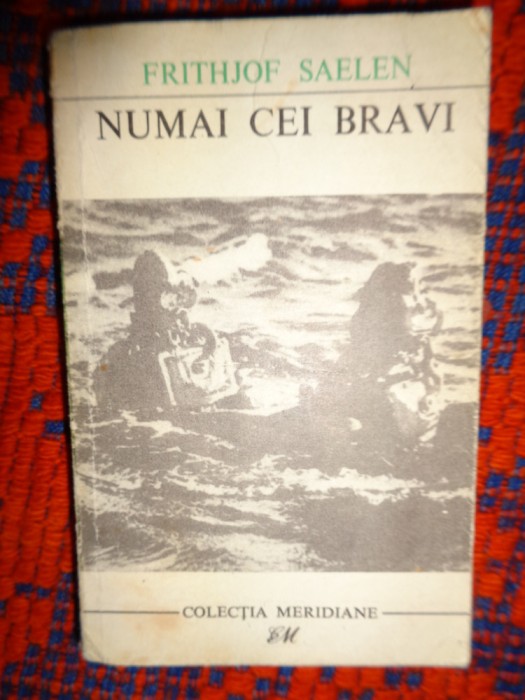 FRITHJOF SAELEN
NUMAI CEI BRAVI
COLECȚIA MERIDIANE
EM